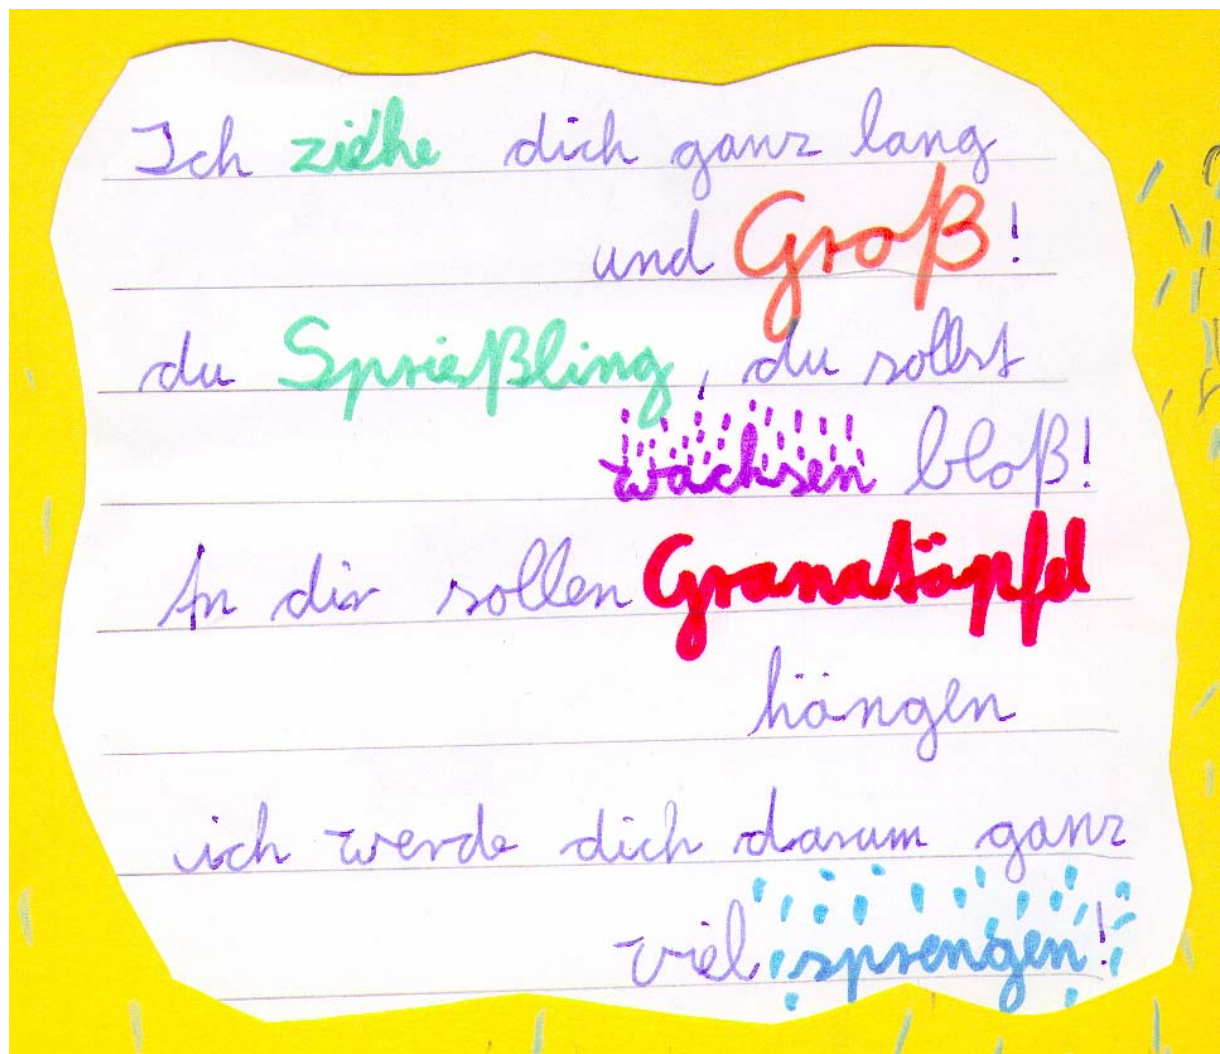 Ich ziehe dich ganz lang
und Groß!
du Sprießling, du sollst
wachsen bloß!
An dir sollen Granatäpfel
hängen
ich werde dich darum ganz
viel sprengen!